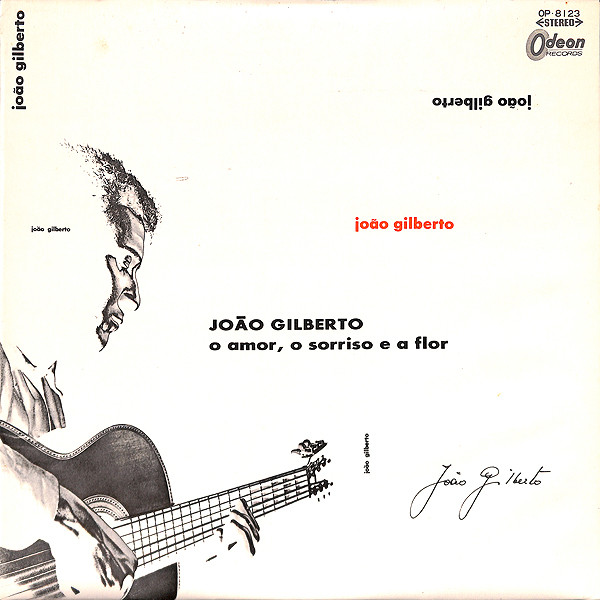 OP-8123
STEREO
Odeon
RECORDS
joão gilberto
joão gilberto
joão gilberto
joão gilberto
JOÃO GILBERTO
o amor, o sorriso e a flor
joão gilberto
João Gilberto